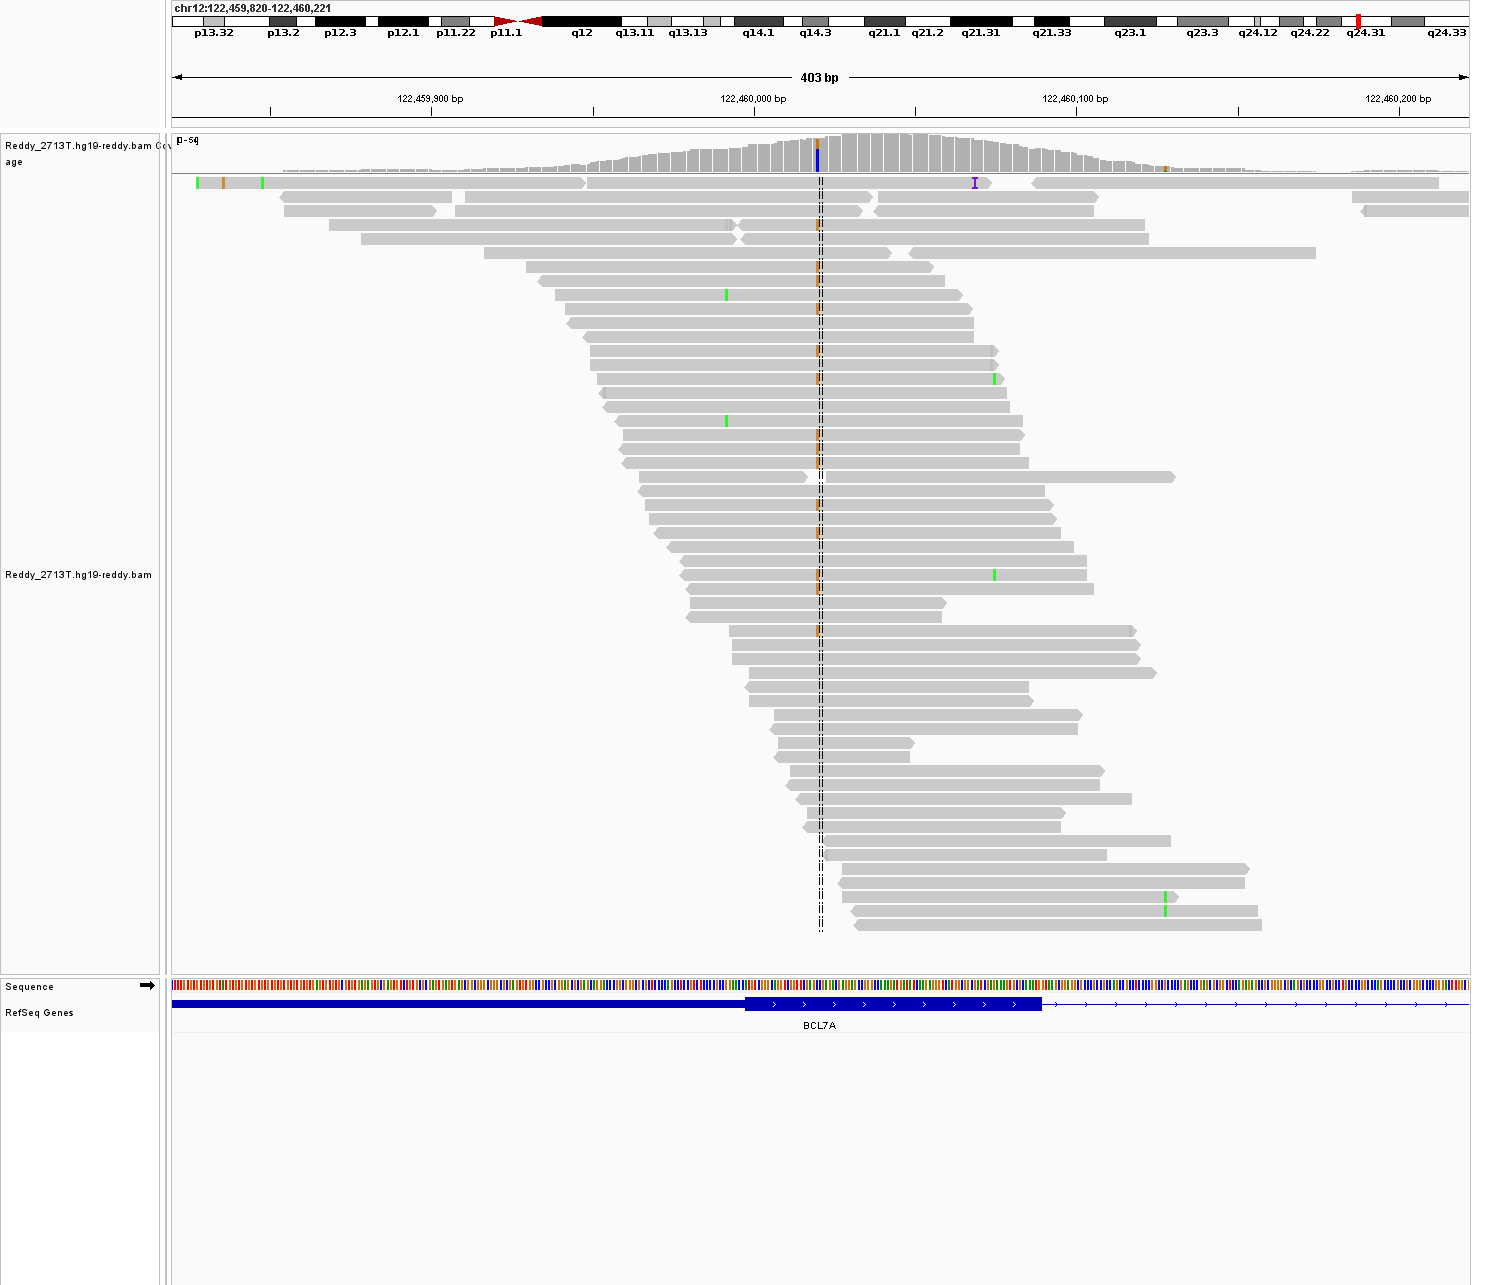 chr12:122,459,820-122,460,221
p13.32 p13.2 p12.3 p12.1 p11.22 p11.1 q12 q13.11 q13.13 q14.1 q14.3 q21.1 q21.2 q21.31 q21.33 q23.1 q23.3 q24.12 q24.22 q24.31 q24.33
403 bp
122,459,900 bp 122,460,000 bp 122,460,100 bp 122,460,200 bp
Reddy_2713T.hg19-reddy.bam Cov
age
[0-54]
Reddy_2713T.hg19-reddy.bam
Sequence
RefSeq Genes
BCL7A